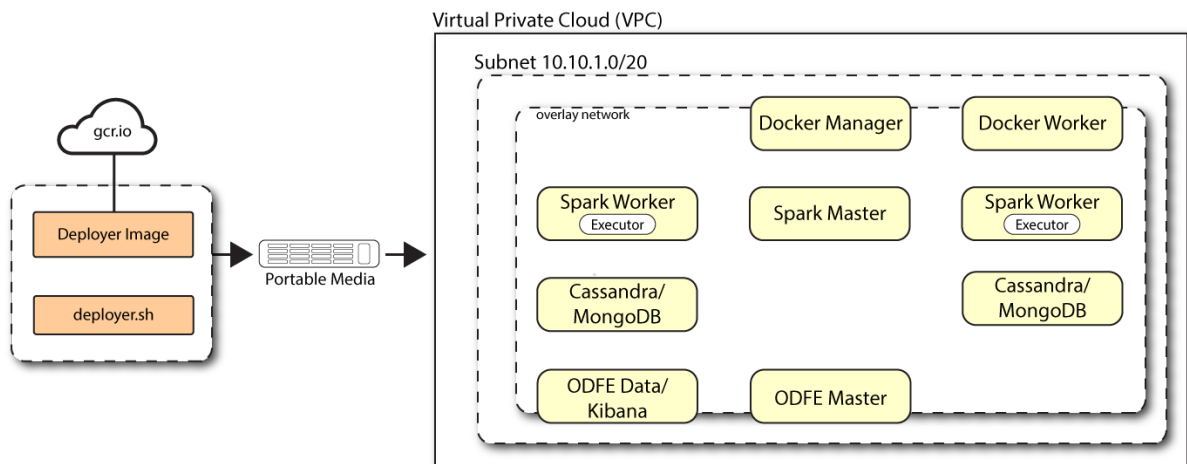 Virtual Private Cloud (VPC)
Subnet 10.10.1.0/20
overlay network
gcr.io
Deployer Image
deployer.sh
Portable Media
Docker Manager
Docker Worker
Spark Worker
Executor
Spark Master
Spark Worker
Executor
Cassandra/
MongoDB
Cassandra/
MongoDB
ODFE Data/
Kibana
ODFE Master